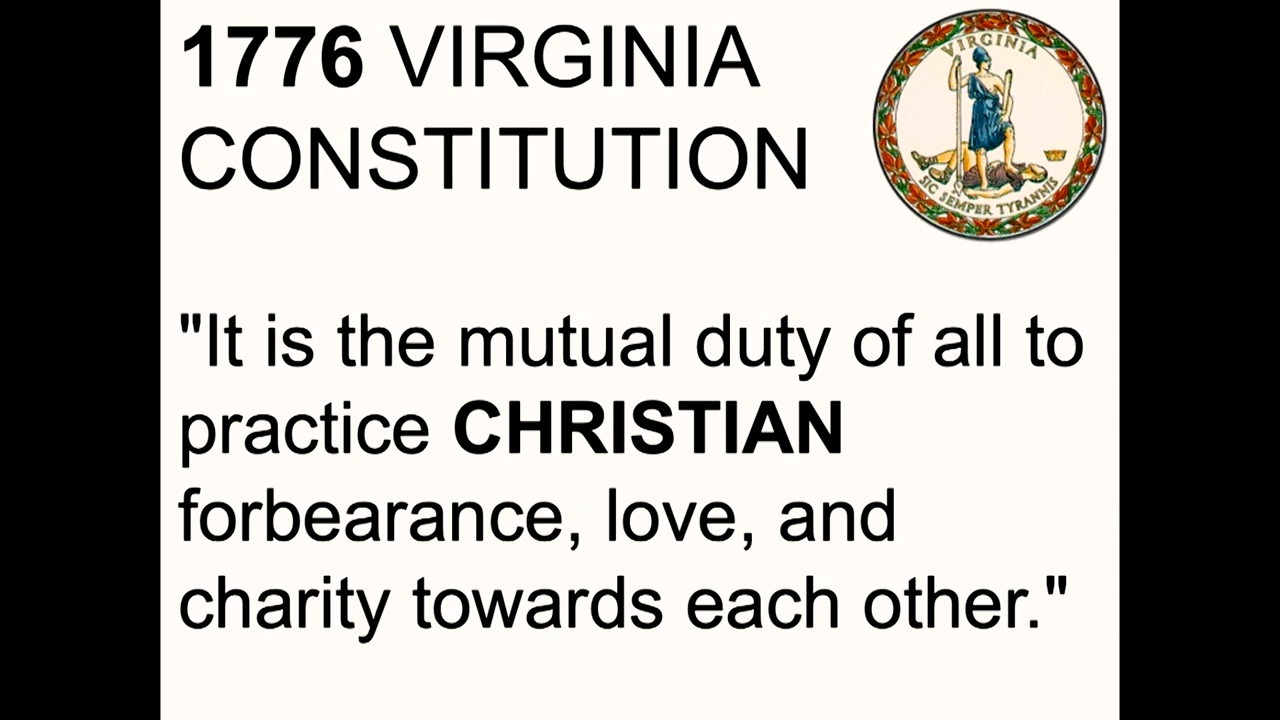 1776 VIRGINIA
CONSTITUTION
VIRGINIA
SIC SEMPER TYRANNIS
"It is the mutual duty of all to
practice CHRISTIAN
forbearance, love, and
charity towards each other."